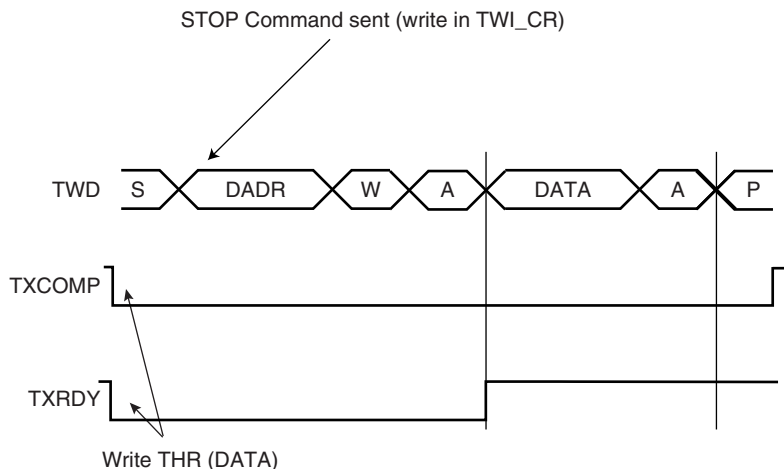 STOP Command sent (write in TWI_CR)
TWD S DADR W A DATA A P
TXCOMP
TXRDY
Write THR (DATA)